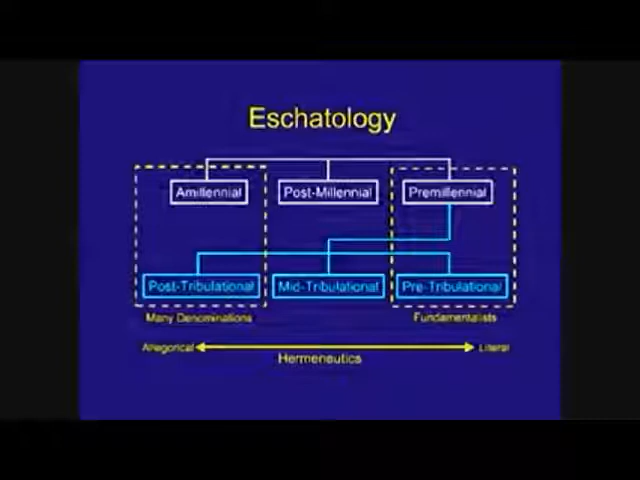 Eschatology
Amillennial
Post-Millennial
Premillennial
Post-Tribulational
Mid-Tribulational
Pre-Tribulational
Many Denominations
Fundamentalists
Allegorical
Literal
Hermeneutics